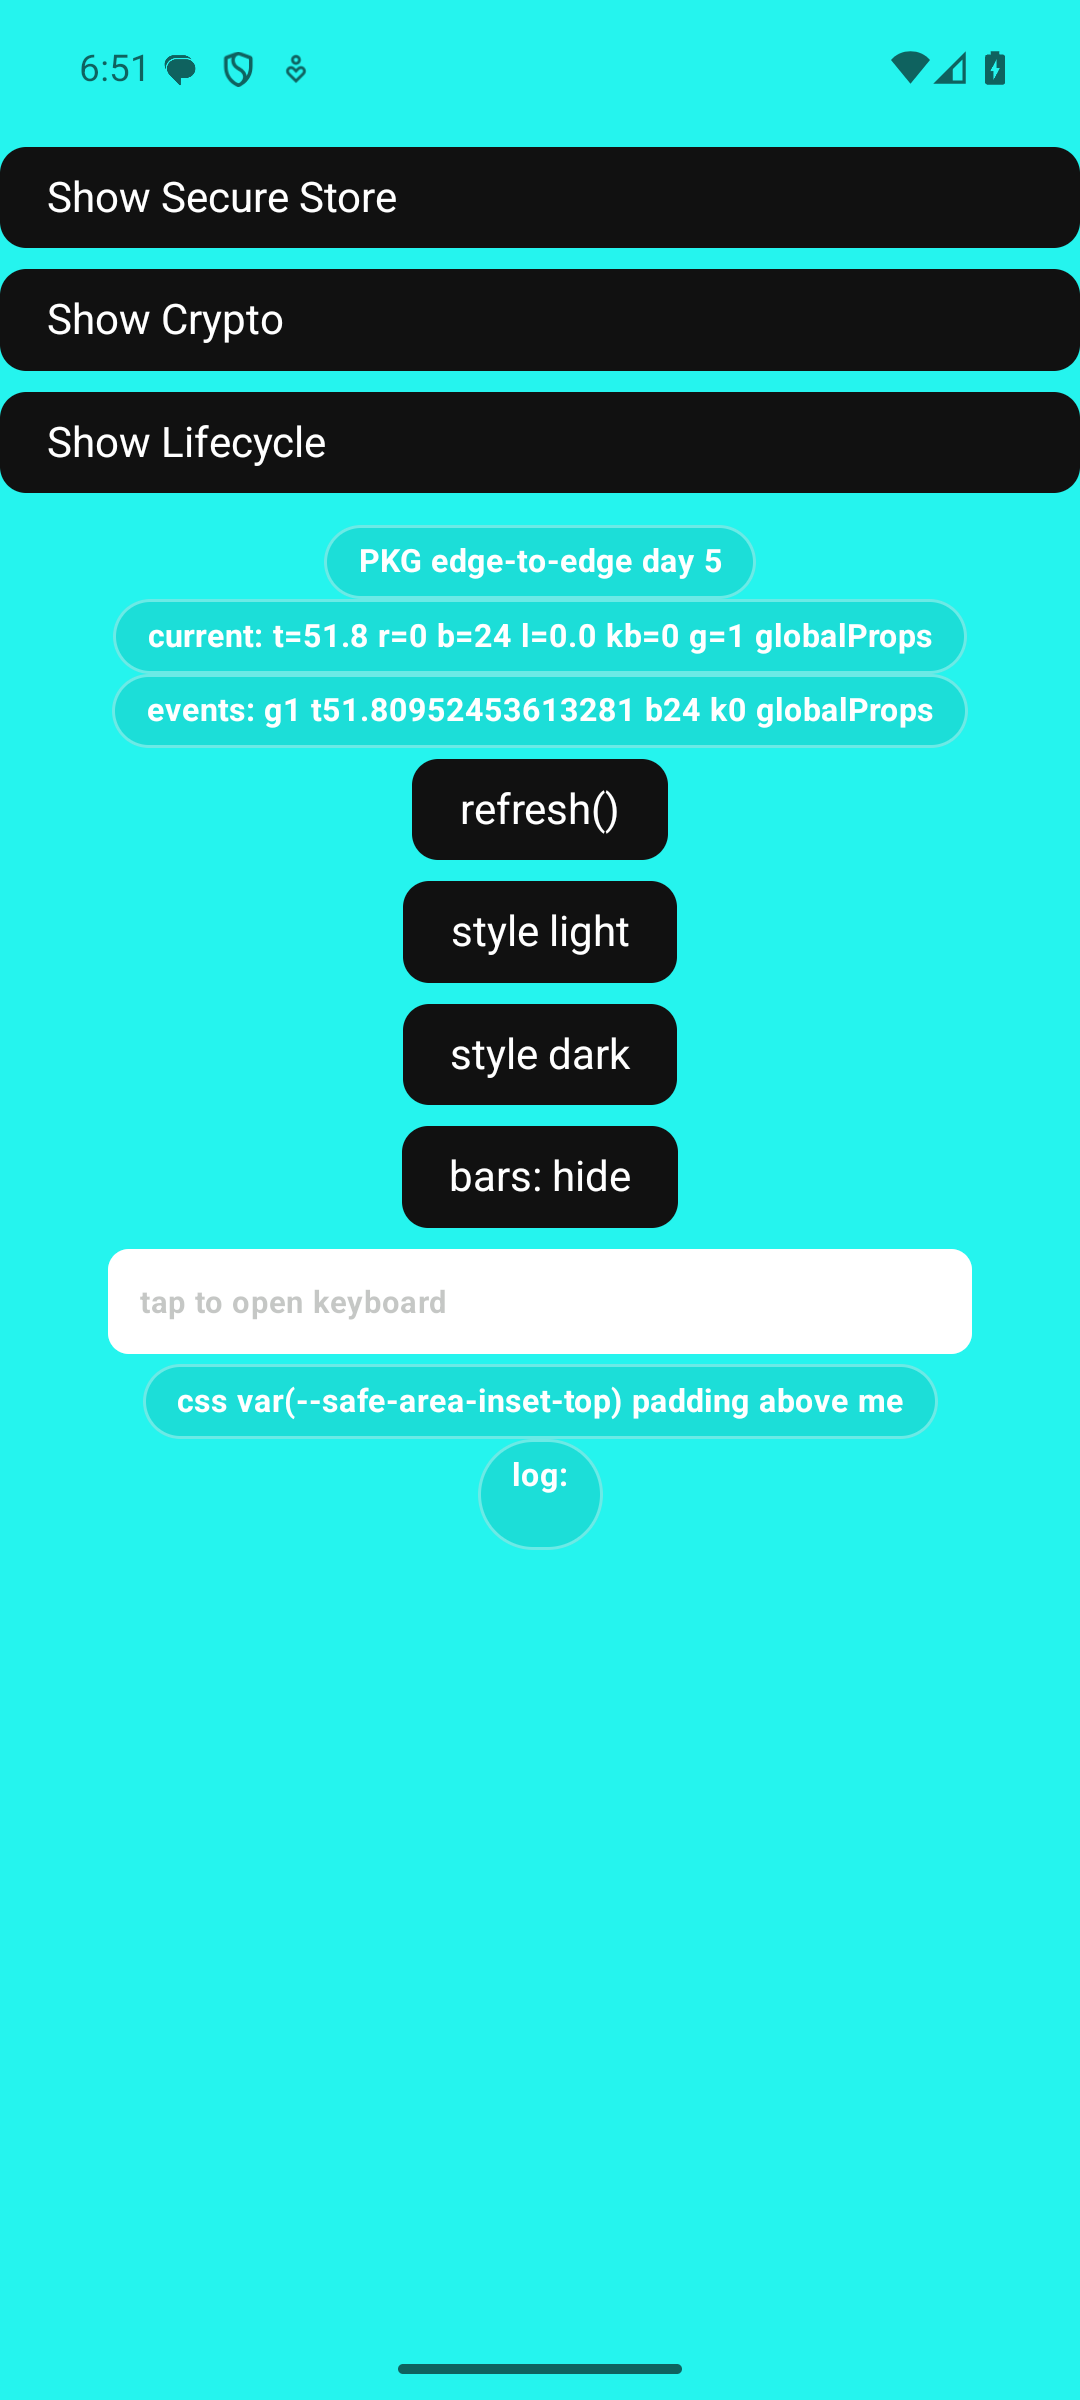 6:51
Show Secure Store
Show Crypto
Show Lifecycle
PKG edge-to-edge day 5
current: t=51.8 r=0 b=24 l=0.0 kb=0 g=1 globalProps
events: g1 t51.80952453613281 b24 k0 globalProps
refresh()
style light
style dark
bars: hide
tap to open keyboard
css var(--safe-area-inset-top) padding above me
log: